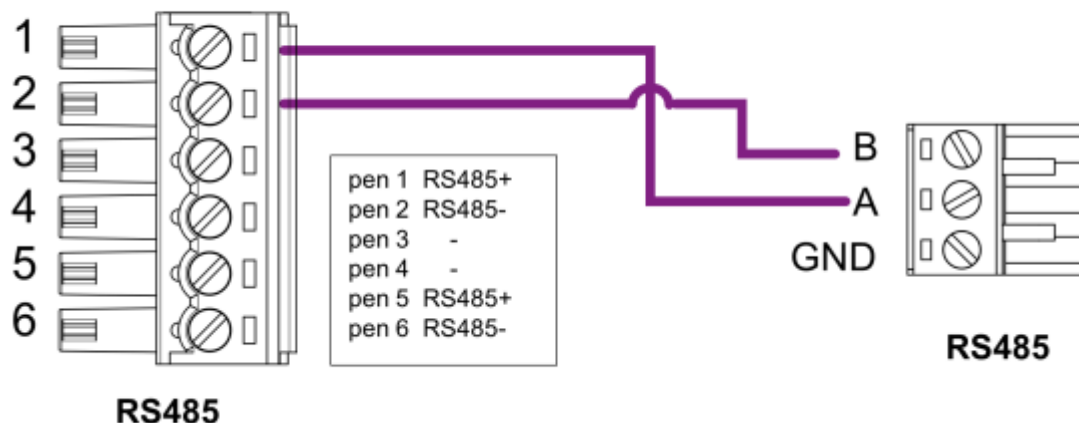 1
2
3
4
5
6
pen 1 RS485+
pen 2 RS485-
pen 3 -
pen 4 -
pen 5 RS485+
pen 6 RS485-
B
A
GND
RS485
RS485